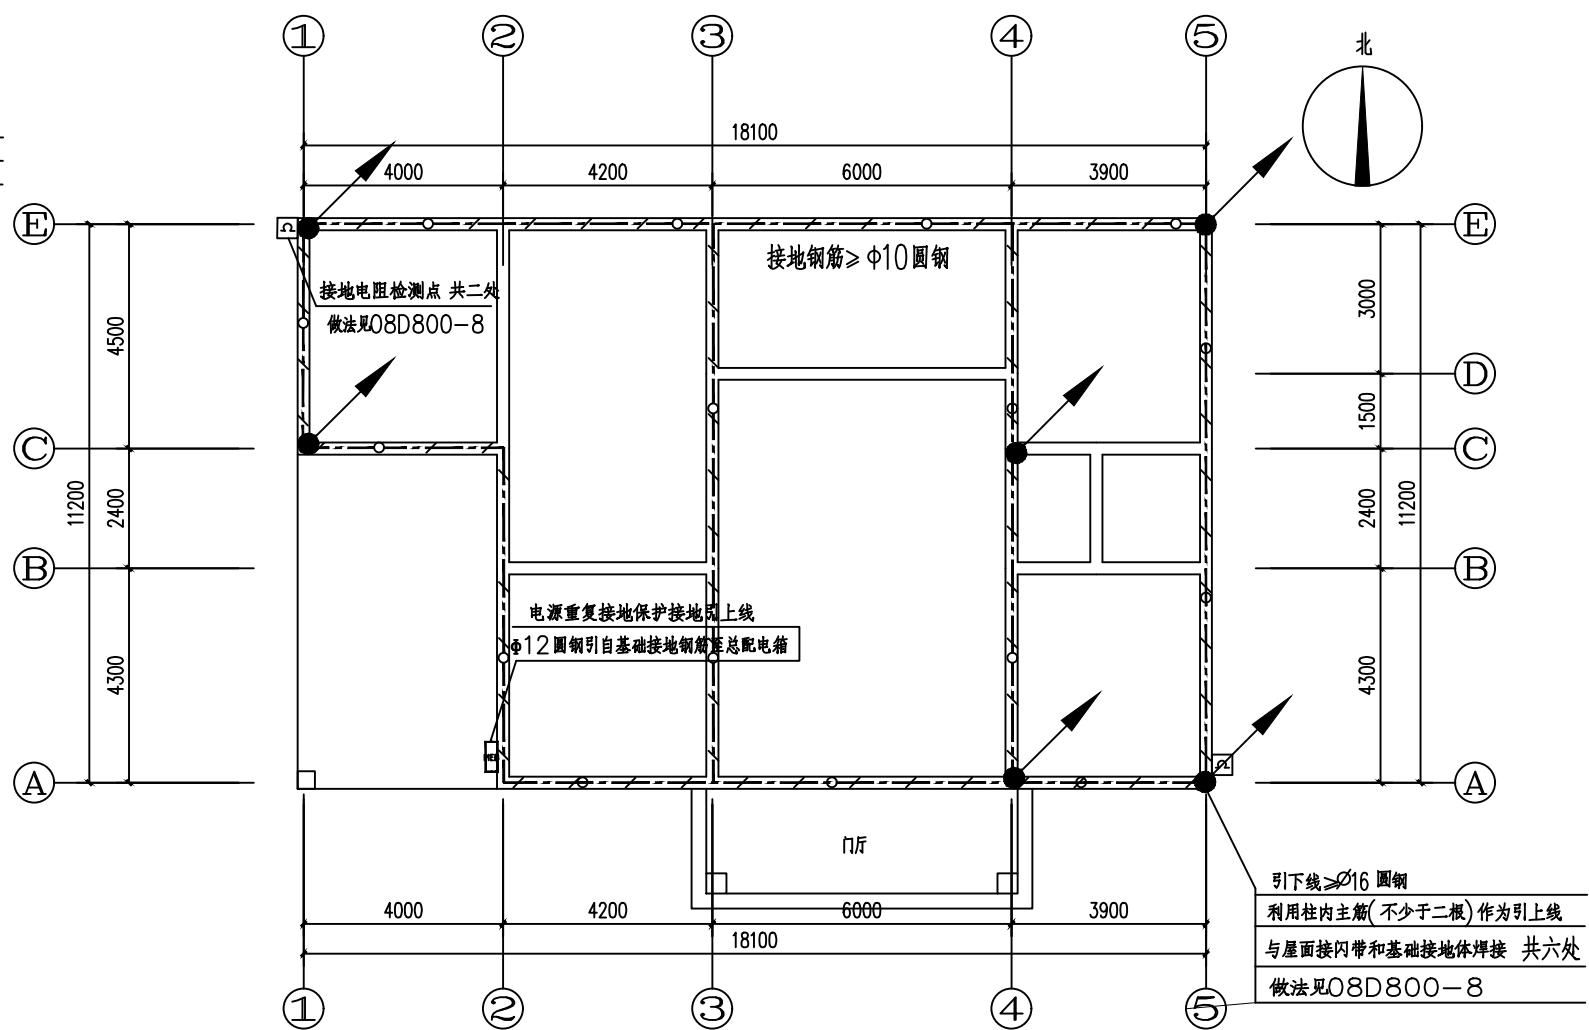 ① ② ③ ④ ⑤
北
18100
4000 4200 6000 3900
E E
接地钢筋≥Φ10圆钢
接地电阻检测点 共二处
做法见08D800-8
4500 3000
D
1500
C C
11200 2400 2400 11200
B B
电源重复接地保护接地引上线
Φ12圆钢引自基础接地钢筋至总配电箱
4300 4300
MEB
Ω Ω
A A
门厅
引下线≥Ø16 圆钢
利用柱内主筋(不少于二根)作为引上线
与屋面接闪带和基础接地体焊接 共六处
做法见08D800-8
4000 4200 6000 3900
18100
① ② ③ ④ ⑤